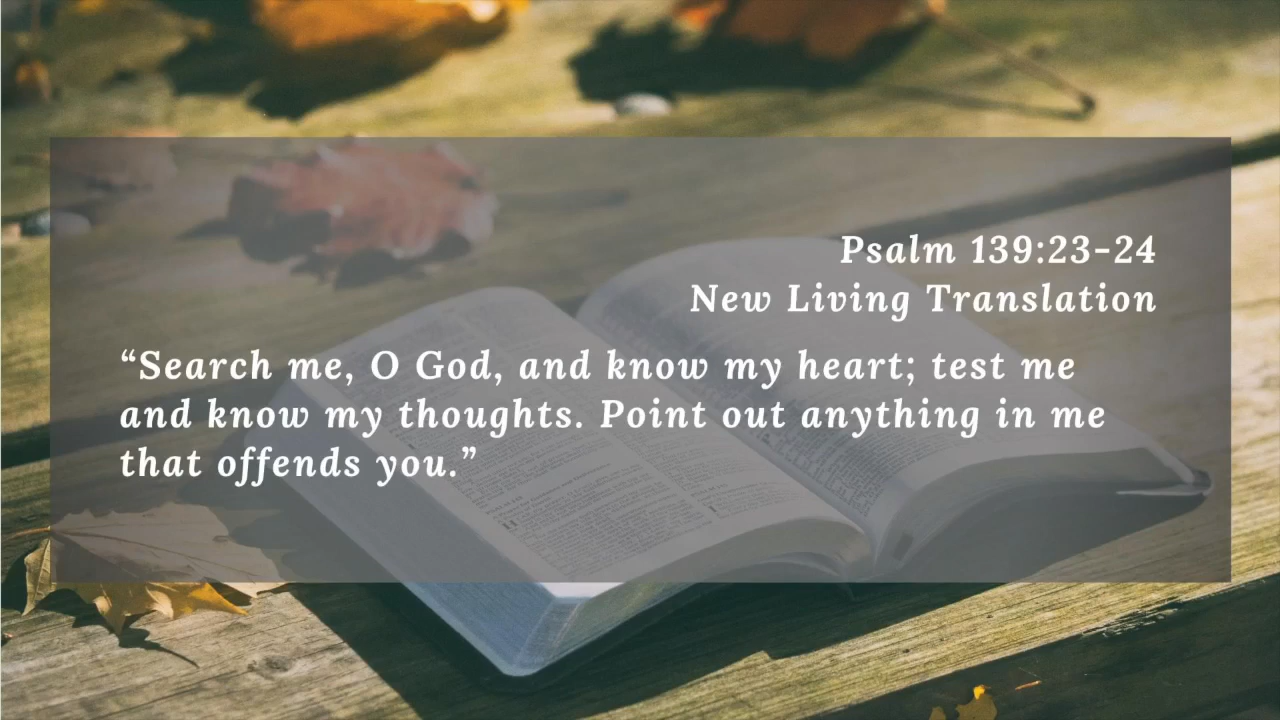 Psalm 139:23-24
New Living Translation
“Search me, O God, and know my heart; test me
and know my thoughts. Point out anything in me
that offends you.”